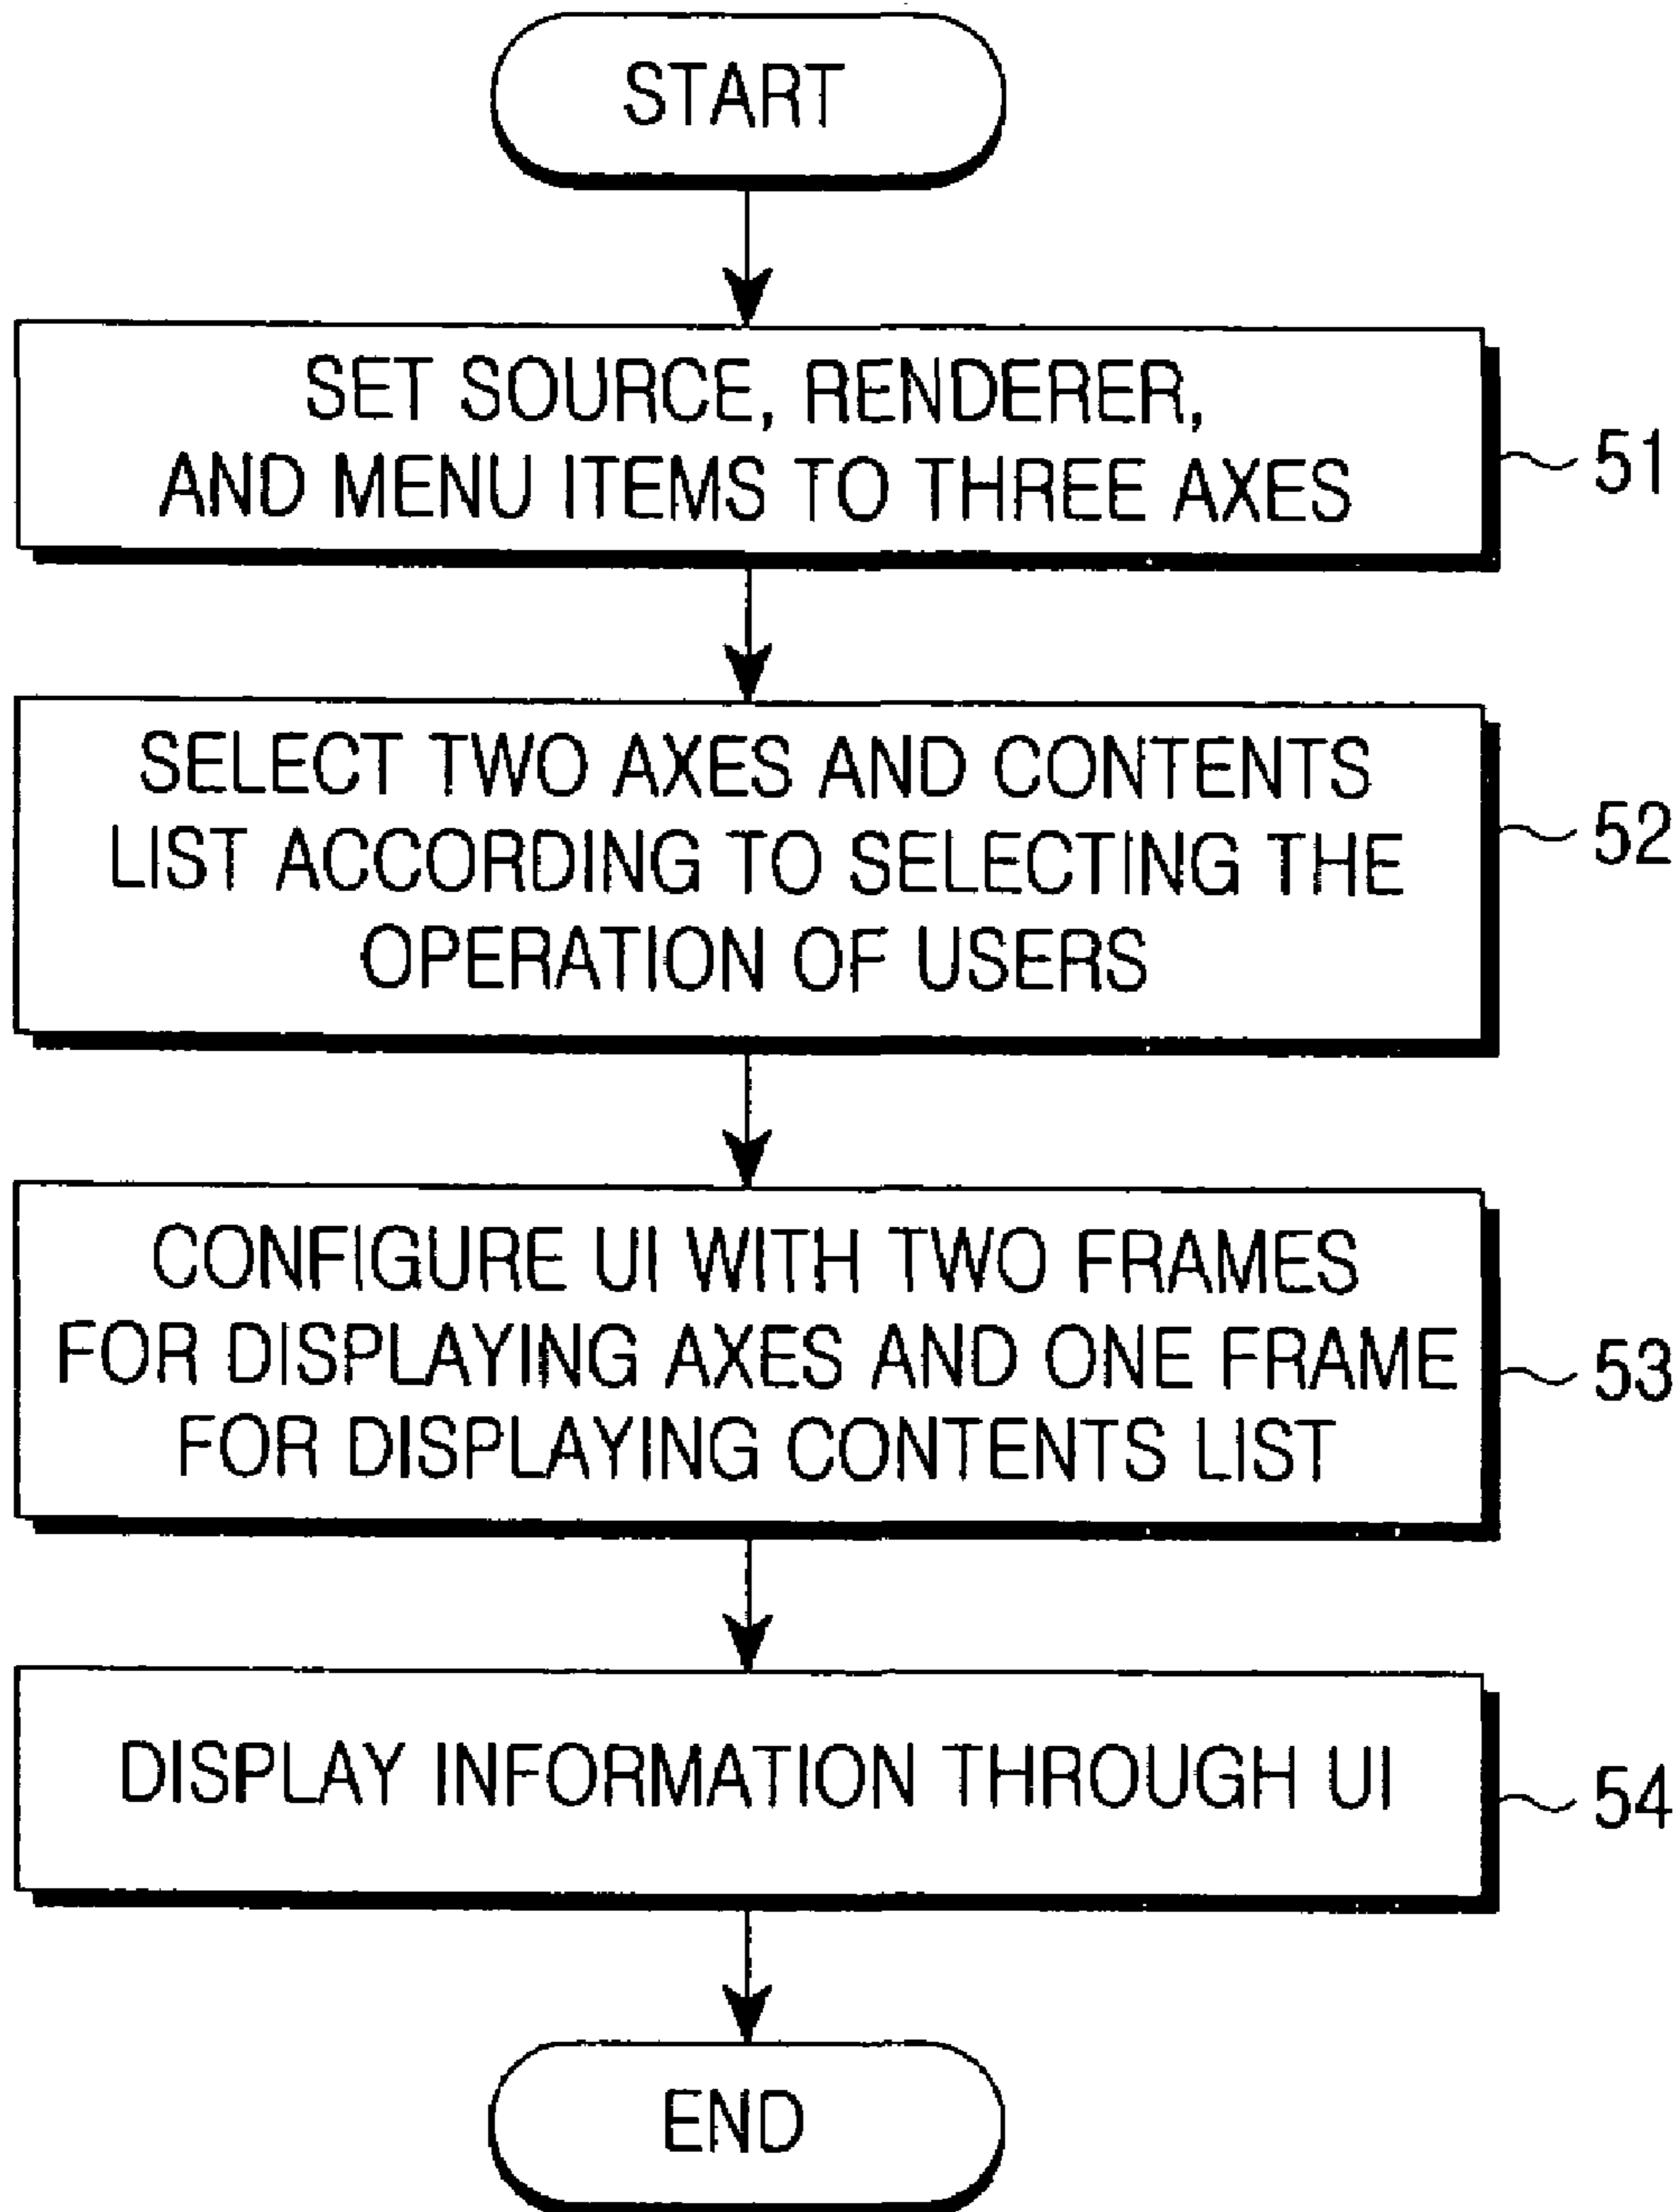 START
SET SOURCE, RENDERER,
AND MENU ITEMS TO THREE AXES
51
SELECT TWO AXES AND CONTENTS
LIST ACCORDING TO SELECTING THE
OPERATION OF USERS
52
CONFIGURE UI WITH TWO FRAMES
FOR DISPLAYING AXES AND ONE FRAME
FOR DISPLAYING CONTENTS LIST
53
DISPLAY INFORMATION THROUGH UI
54
END